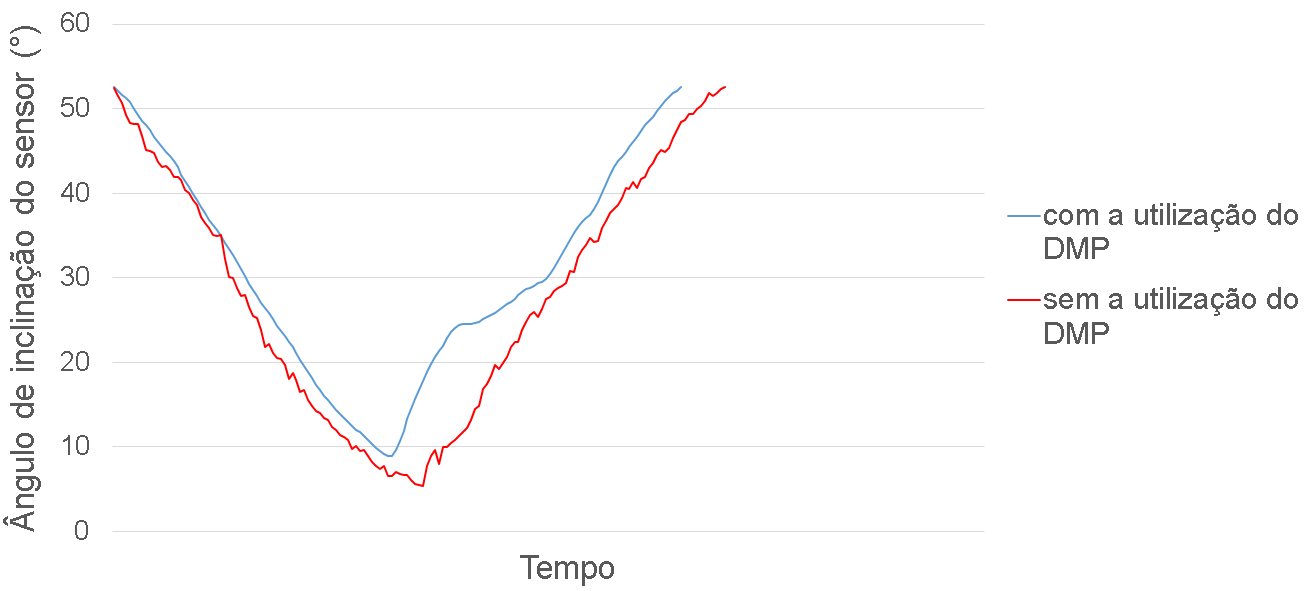 Ângulo de inclinação do sensor (°)
60
50
40
30
20
10
0
Tempo
com a utilização do
DMP
sem a utilização do
DMP